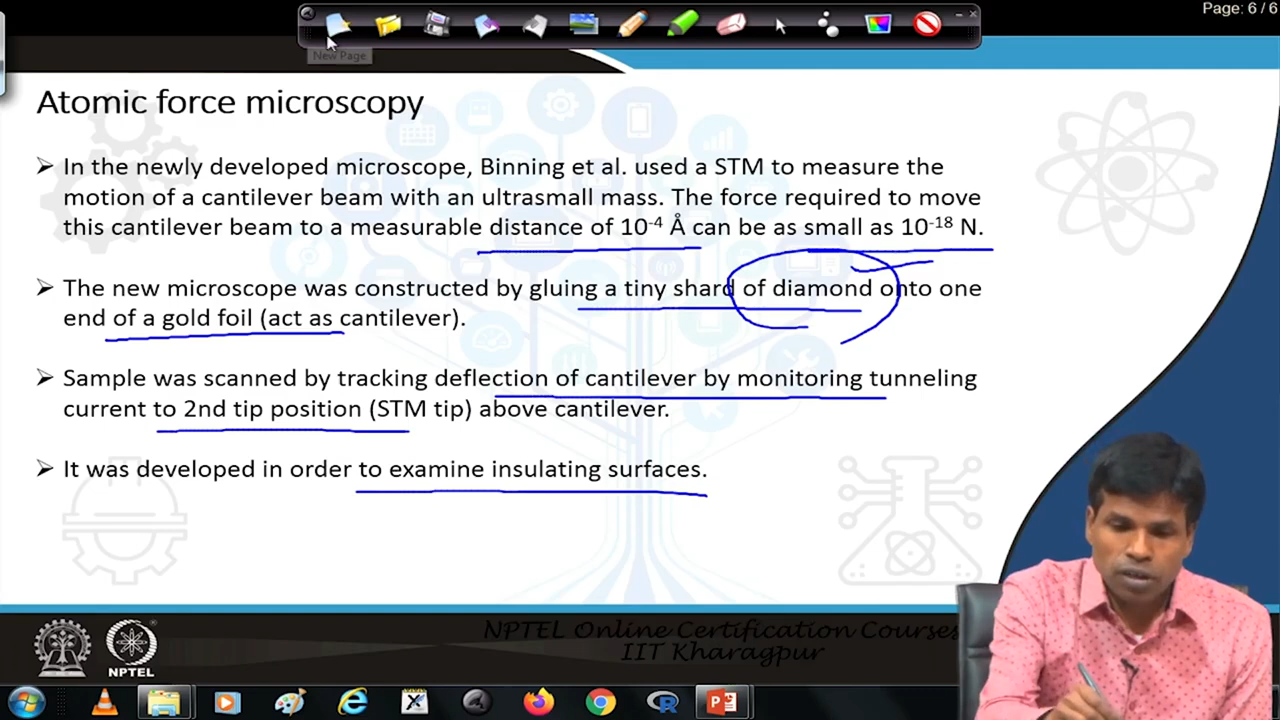 Page: 6 / 6
New Page
Atomic force microscopy
➢ In the newly developed microscope, Binning et al. used a STM to measure the
motion of a cantilever beam with an ultrasmall mass. The force required to move
this cantilever beam to a measurable distance of 10⁻⁴ Å can be as small as 10⁻¹⁸ N.
➢ The new microscope was constructed by gluing a tiny shard of diamond onto one
end of a gold foil (act as cantilever).
➢ Sample was scanned by tracking deflection of cantilever by monitoring tunneling
current to 2nd tip position (STM tip) above cantilever.
➢ It was developed in order to examine insulating surfaces.
NPTEL Online Certification Courses
IIT Kharagpur
NPTEL